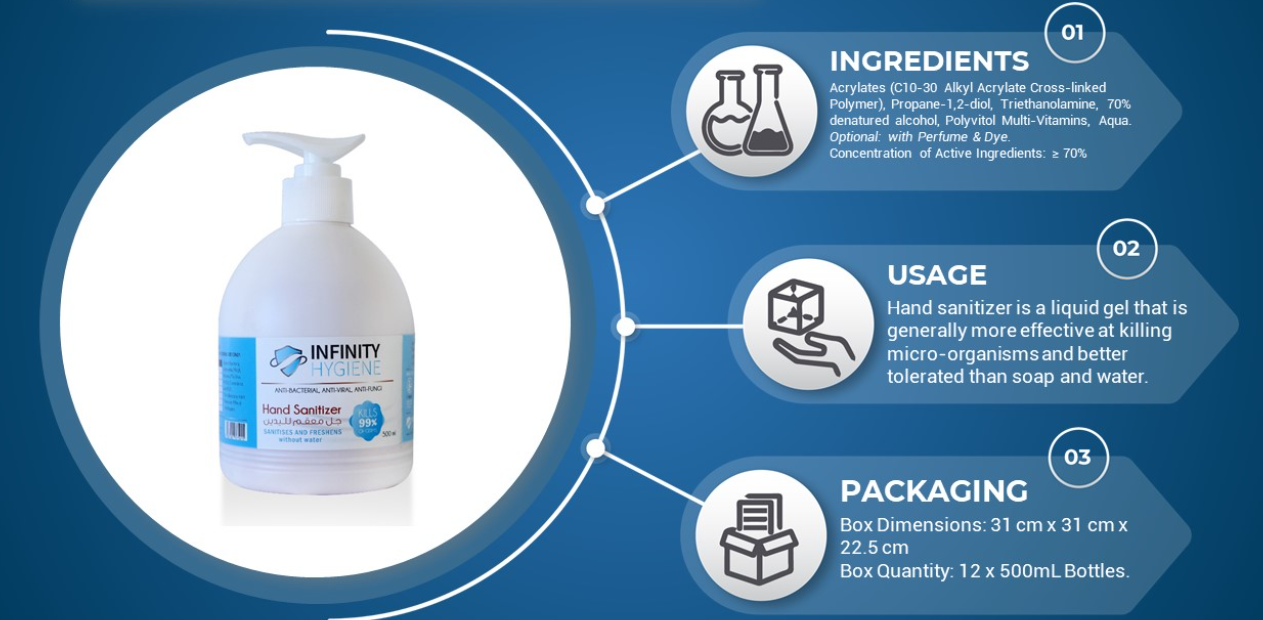 INFINITY
HYGIENE
ANTI-BACTERIAL, ANTI-VIRAL, ANTI-FUNGI
Hand Sanitizer
جل معقم لليدين
SANITISES AND FRESHENS
without water
KILLS
99%
500 ml
01
INGREDIENTS
Acrylates (C10-30 Alkyl Acrylate Cross-linked
Polymer), Propane-1,2-diol, Triethanolamine, 70%
denatured alcohol, Polyvitol Multi-Vitamins, Aqua.
Optional: with Perfume & Dye.
Concentration of Active Ingredients: ≥ 70%
02
USAGE
Hand sanitizer is a liquid gel that is
generally more effective at killing
micro-organisms and better
tolerated than soap and water.
03
PACKAGING
Box Dimensions: 31 cm x 31 cm x
22.5 cm
Box Quantity: 12 x 500mL Bottles.